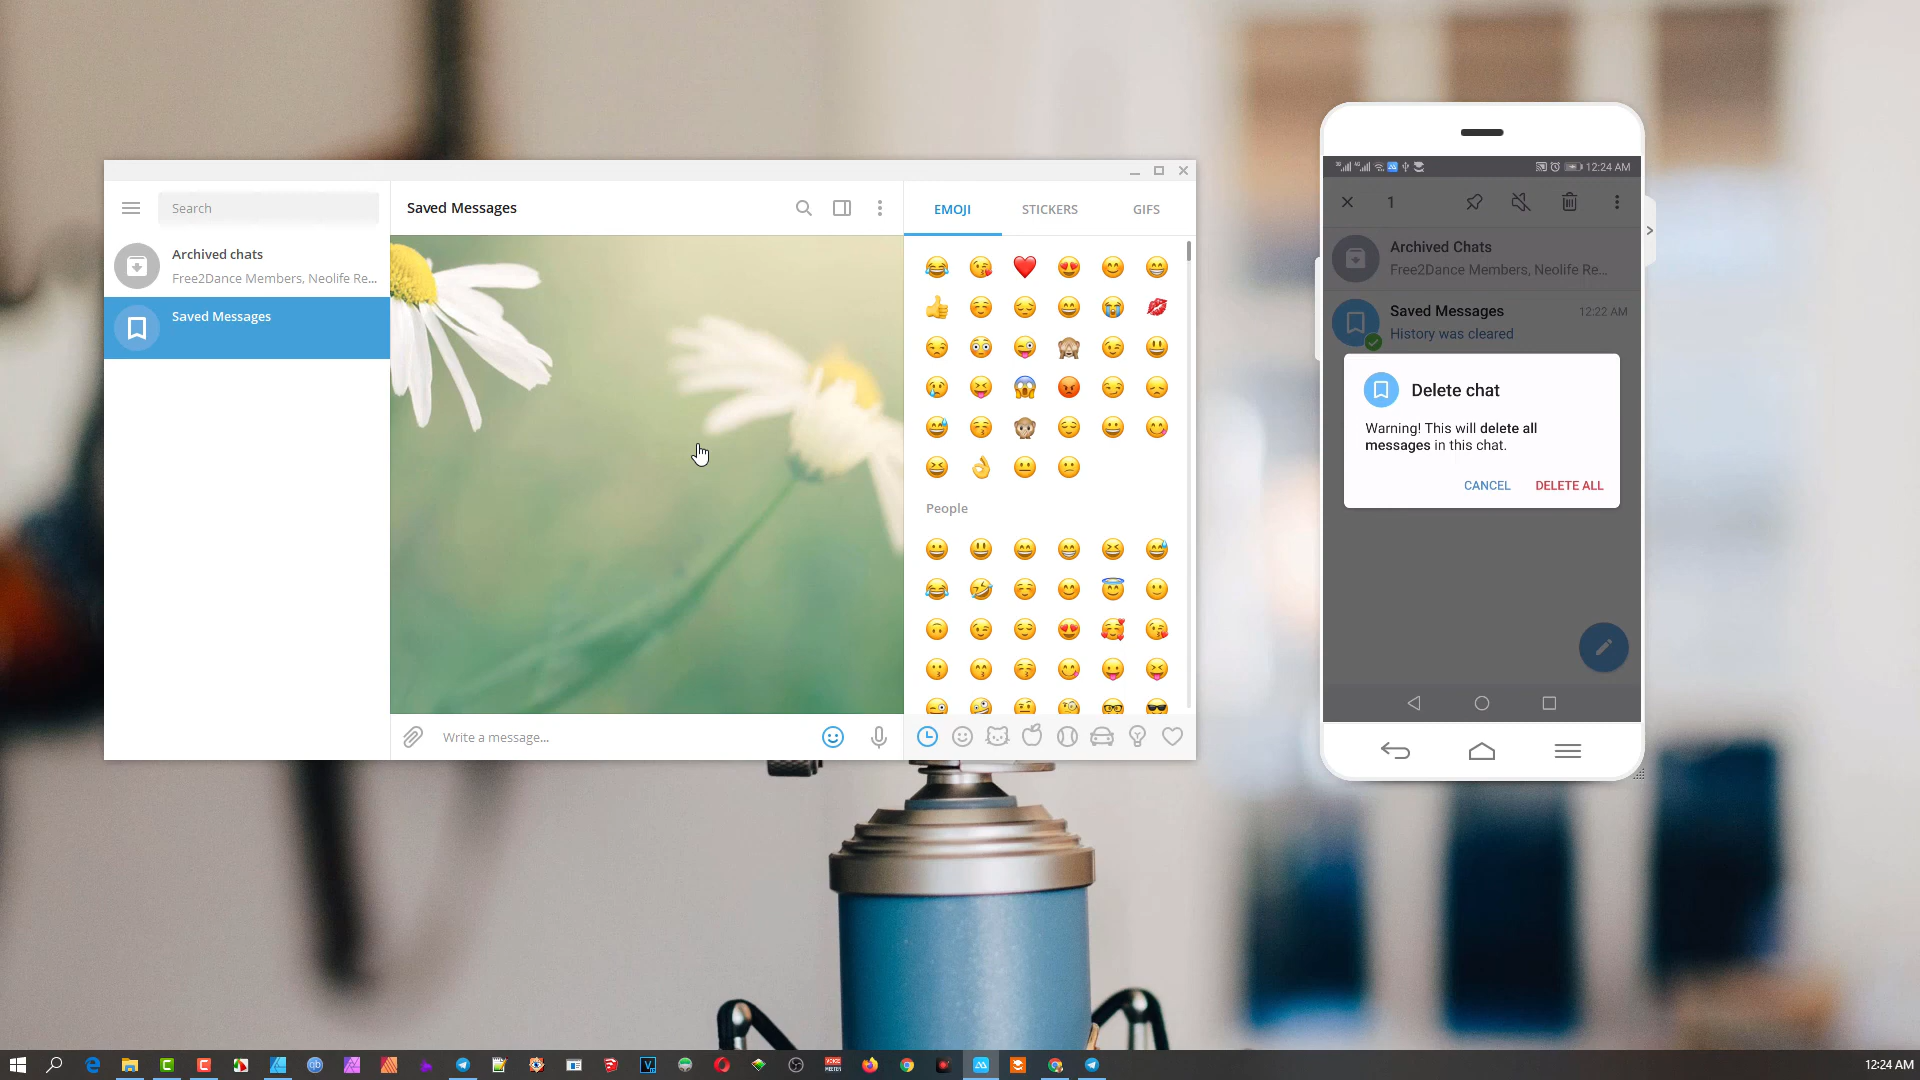 Search
Archived chats
Free2Dance Members, Neolife Re...
Saved Messages
Saved Messages
Write a message...
EMOJI
STICKERS
GIFS
People
12:24 AM
1
Archived Chats
Free2Dance Members, Neolife Re...
Saved Messages
12:22 AM
History was cleared
Delete chat
Warning! This will delete all
messages in this chat.
CANCEL
DELETE ALL
12:24 AM